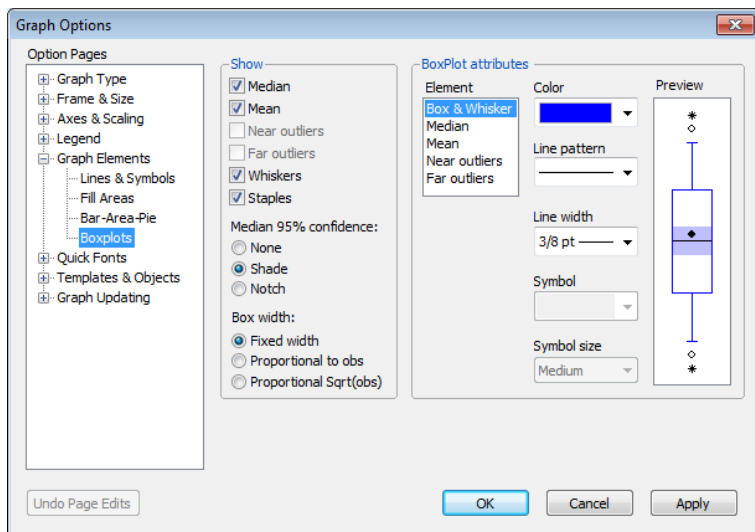 Graph Options
Option Pages
Graph Type
Frame & Size
Axes & Scaling
Legend
Graph Elements
Lines & Symbols
Fill Areas
Bar-Area-Pie
Boxplots
Quick Fonts
Templates & Objects
Graph Updating
Show
Median
Mean
Near outliers
Far outliers
Whiskers
Staples
Median 95% confidence:
None
Shade
Notch
Box width:
Fixed width
Proportional to obs
Proportional Sqrt(obs)
BoxPlot attributes
Element
Box & Whisker
Median
Mean
Near outliers
Far outliers
Color
Line pattern
Line width
3/8 pt
Symbol
Symbol size
Medium
Preview
Undo Page Edits
OK
Cancel
Apply